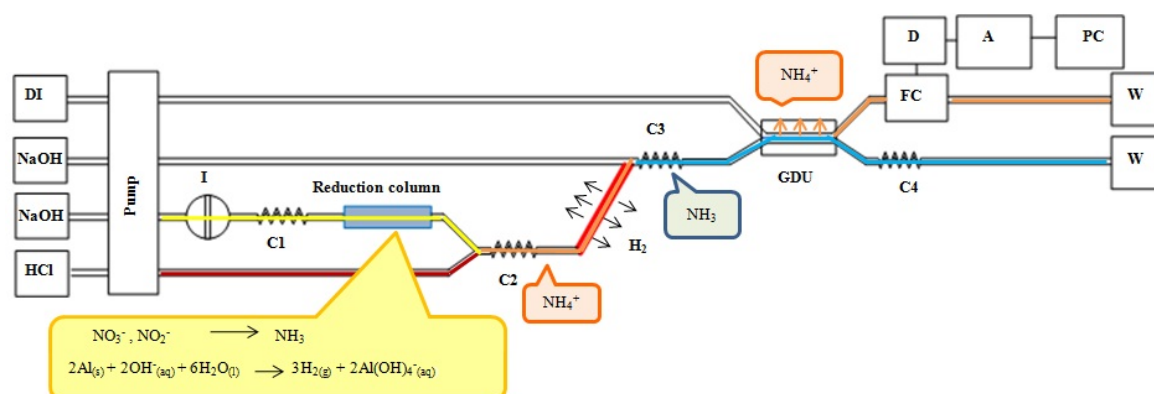 D A PC
NH₄⁺
DI FC W
C3
NaOH W
I Reduction column GDU C4
Pump
NaOH NH₃
C1 H₂
HCl C2
NH₄⁺
NO₃⁻ , NO₂⁻ → NH₃
2Al(s) + 2OH⁻(aq) + 6H₂O(l) → 3H₂(g) + 2Al(OH)₄⁻(aq)